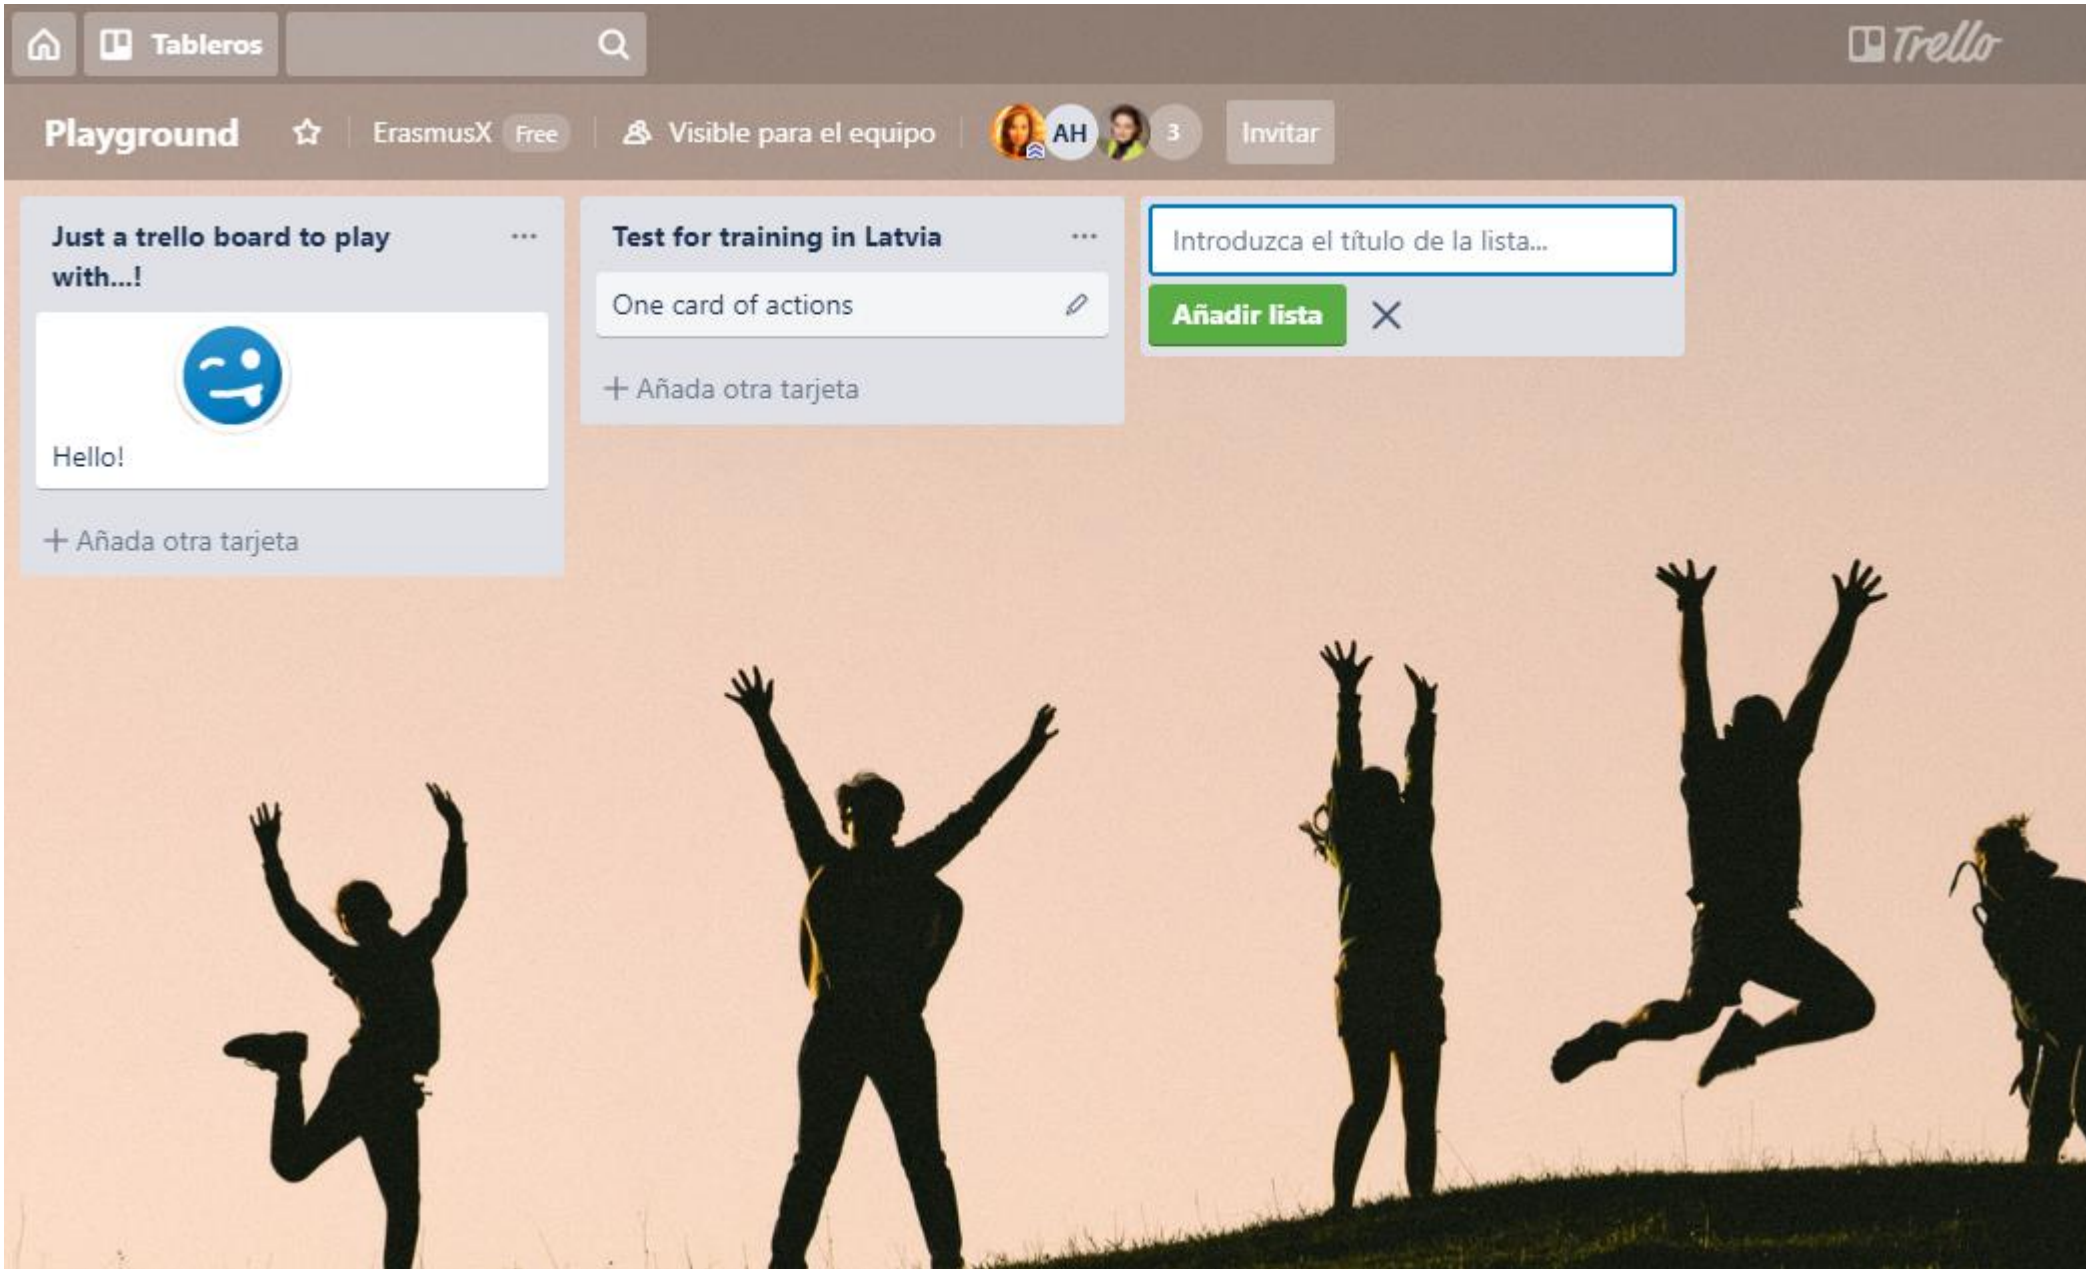 Tableros
Trello
Playground
ErasmusX Free
Visible para el equipo
AH
3
Invitar
Just a trello board to play
with...!
Hello!
+ Añada otra tarjeta
Test for training in Latvia
One card of actions
+ Añada otra tarjeta
Introduzca el título de la lista...
Añadir lista